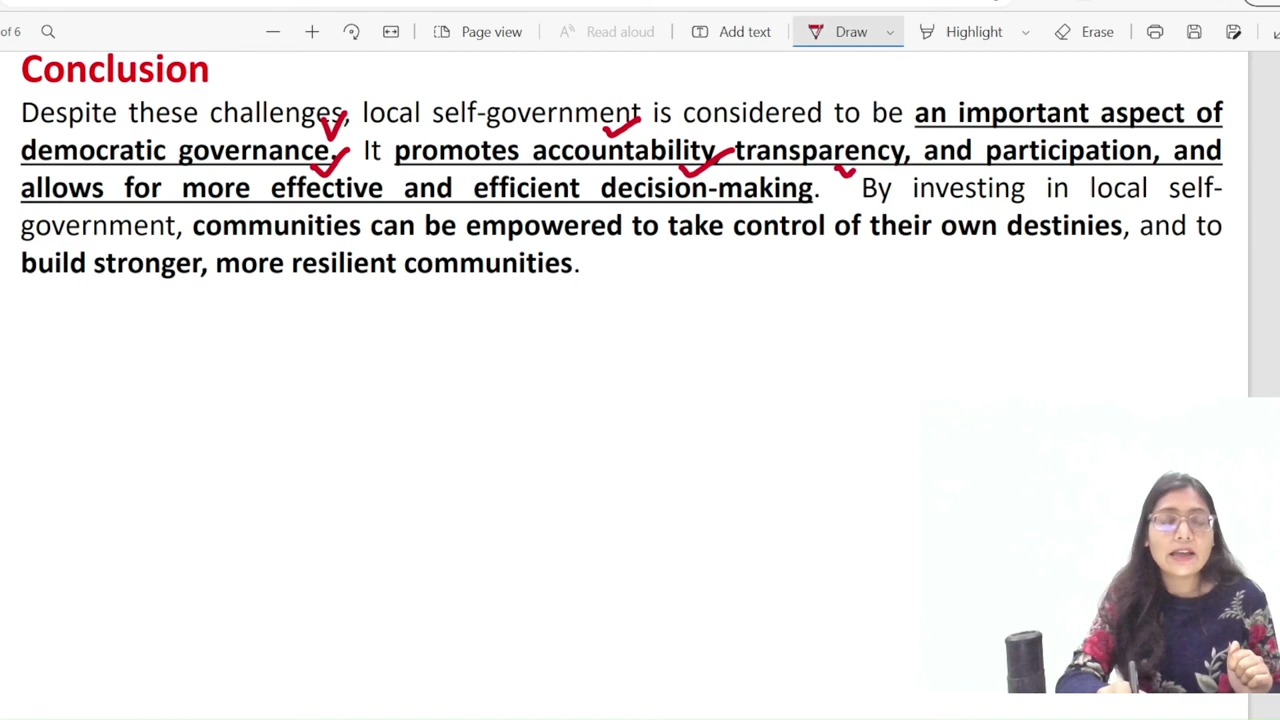 of 6
Page view
Read aloud
Add text
Draw
Highlight
Erase
Conclusion
Despite these challenges, local self-government is considered to be an important aspect of
democratic governance. It promotes accountability, transparency, and participation, and
allows for more effective and efficient decision-making. By investing in local self-
government, communities can be empowered to take control of their own destinies, and to
build stronger, more resilient communities.